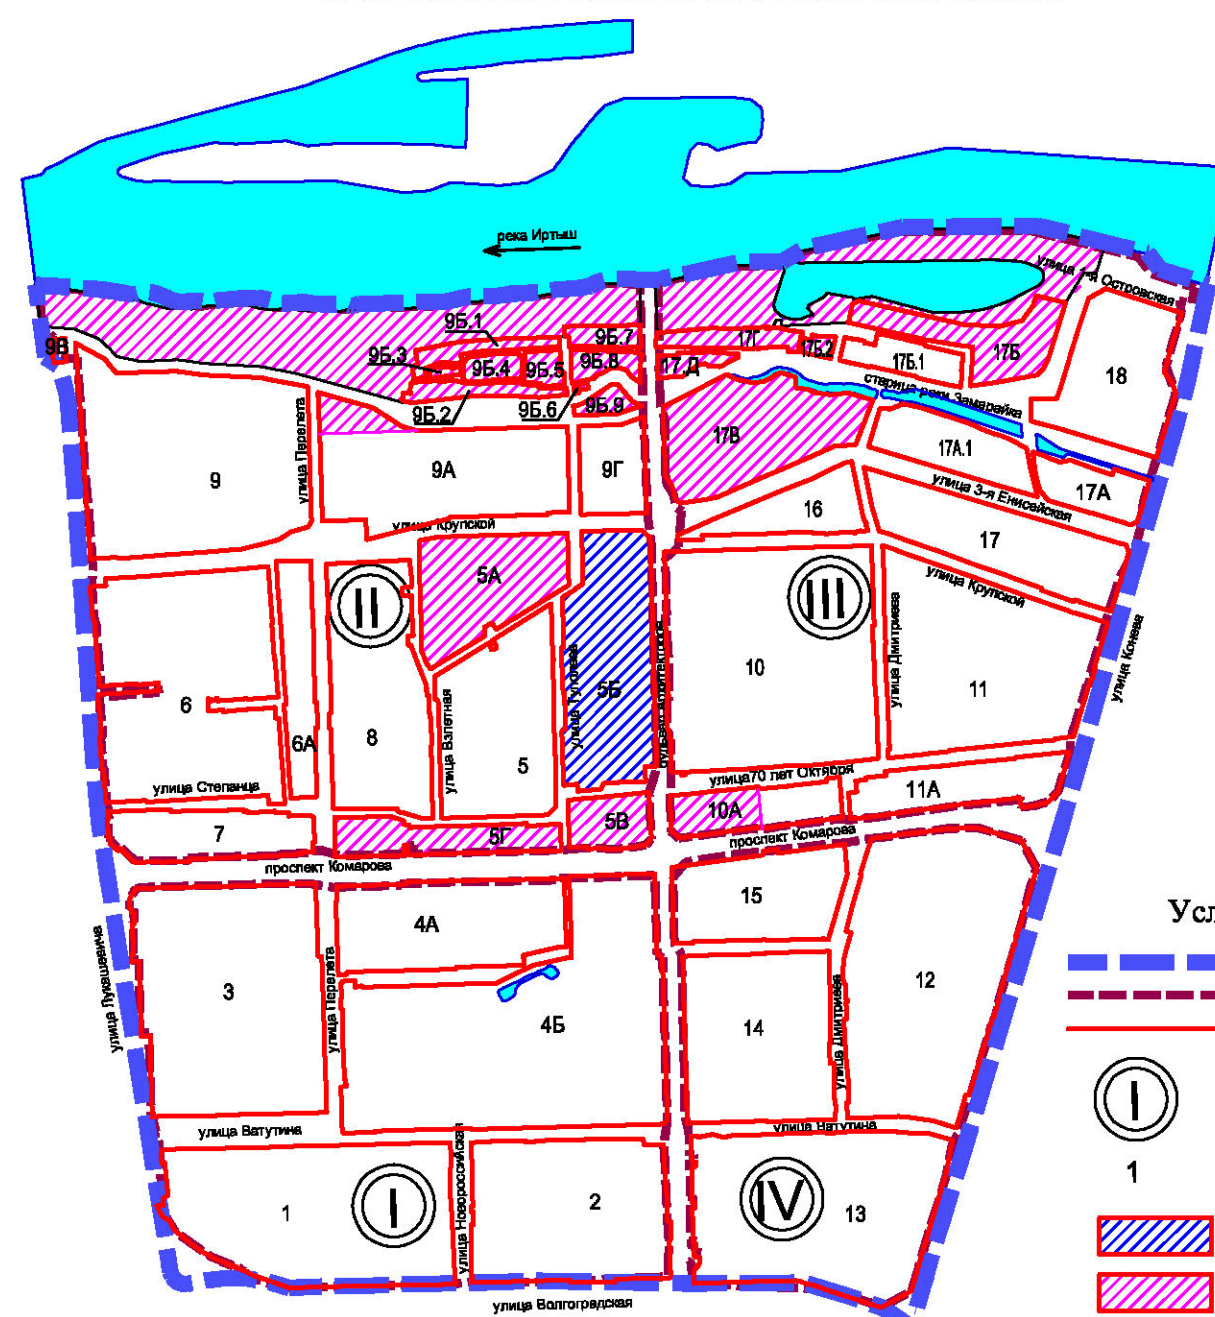 река Иртыш
улица 1-я Островская
9Б.1
9Б.7
17Г
17Б.2
9В
9Б.3
9Б.4
9Б.5
9Б.8
17.Д
17Б.1
17Б
18
9Б.2
9Б.6
9Б.9
старица реки Замарайка
17В
17А.1
9
улица Перелета
9А
9Г
17А
улица 3-я Енисейская
16
17
улица Крупской
улица Крупской
5А
II
III
улица Дмитриева
улица Конева
10
11
5Б
улица Туполева
бульвар Архитекторов
6
6А
8
улица Взлетная
5
улица Степанца
улица70 лет Октября
11А
7
5Г
5В
10А
проспект Комарова
проспект Комарова
4А
15
Усл
улица Лукашевича
3
улица Перелета
4Б
14
улица Дмитриева
12
I
улица Ватутина
улица Ватутина
1
1
I
улица Новороссийская
2
IV
13
улица Волгоградская